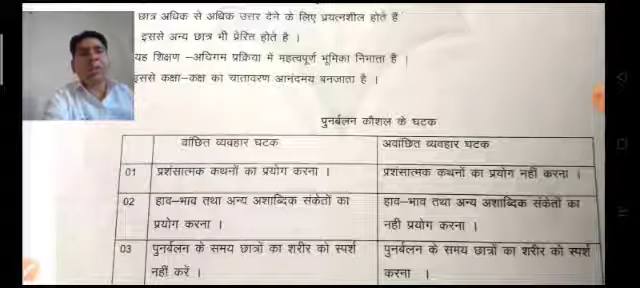 छात्र अधिक से अधिक उत्तर देने के लिए प्रयत्नशील होते है
इससे अन्य छात्र भी प्रेरित होते है ।
यह शिक्षण –अधिगम प्रक्रिया में महत्वपूर्ण भूमिका निभाता है ।
इससे कक्षा–कक्ष का वातावरण आनंदमय बनजाता है ।
पुनर्बलन कौशल के घटक
वांछित व्यवहार घटक अवांछित व्यवहार घटक
01 प्रशंसात्मक कथनों का प्रयोग करना । प्रशंसात्मक कथनों का प्रयोग नहीं करना ।
02 हाव–भाव तथा अन्य अशाब्दिक संकेतों का हाव–भाव तथा अन्य अशाब्दिक संकेतों का
प्रयोग करना । नही प्रयोग करना ।
03 पुनर्बलन के समय छात्रों का शरीर को स्पर्श पुनर्बलन के समय छात्रों का शरीर को स्पर्श
नहीं करें । करना ।